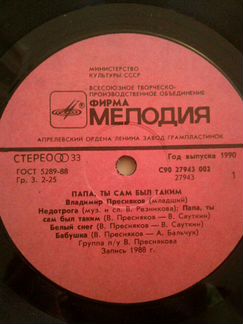 МИНИСТЕРСТВО
КУЛЬТУРЫ СССР
ВСЕСОЮЗНОЕ ТВОРЧЕСКО-
ПРОИЗВОДСТВЕННОЕ ОБЪЕДИНЕНИЕ
ФИРМА
МЕЛОДИЯ
АПРЕЛЕВСКИЙ ОРДЕНА ЛЕНИНА ЗАВОД ГРАМПЛАСТИНОК
СТЕРЕО 33
Год выпуска 1990
ГОСТ 5289-88
С90 27943 002
1
Гр. 3. 2-25
27943
ПАПА, ТЫ САМ БЫЛ ТАКИМ
Владимир Пресняков (младший)
Недотрога (муз. и сл. В. Резникова); Папа, ты
сам был таким (В. Пресняков — В. Сауткин)
Белый снег (В. Пресняков — В. Сауткин)
Бабушка (В. Пресняков — А. Бальчук)
Группа п/у В. Преснякова
Запись 1988 г.